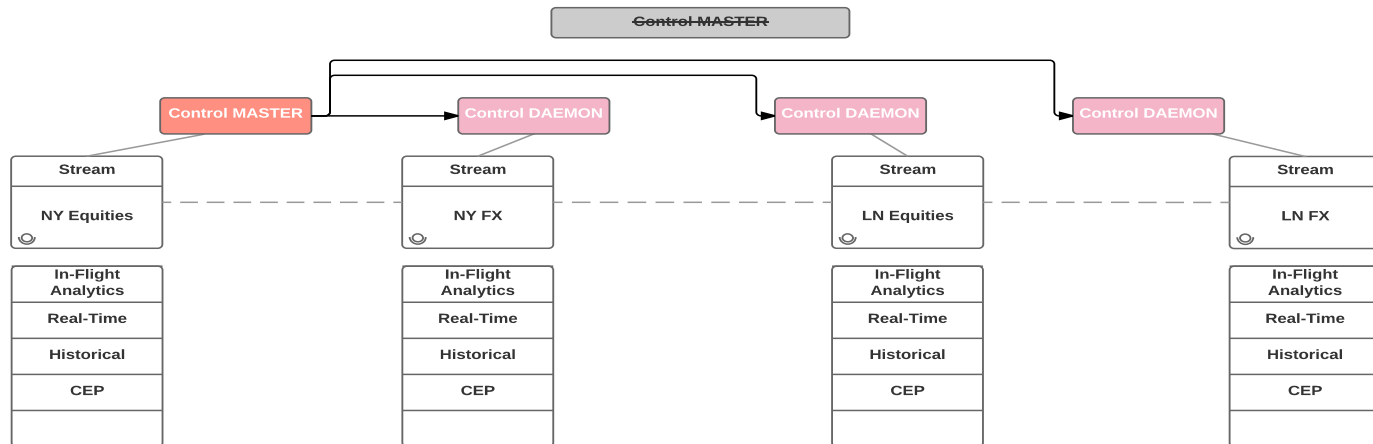 Control MASTER
Control MASTER
Control DAEMON
Control DAEMON
Control DAEMON
Stream
Stream
Stream
Stream
NY Equities
NY FX
LN Equities
LN FX
In-Flight
Analytics
In-Flight
Analytics
In-Flight
Analytics
In-Flight
Analytics
Real-Time
Real-Time
Real-Time
Real-Time
Historical
Historical
Historical
Historical
CEP
CEP
CEP
CEP